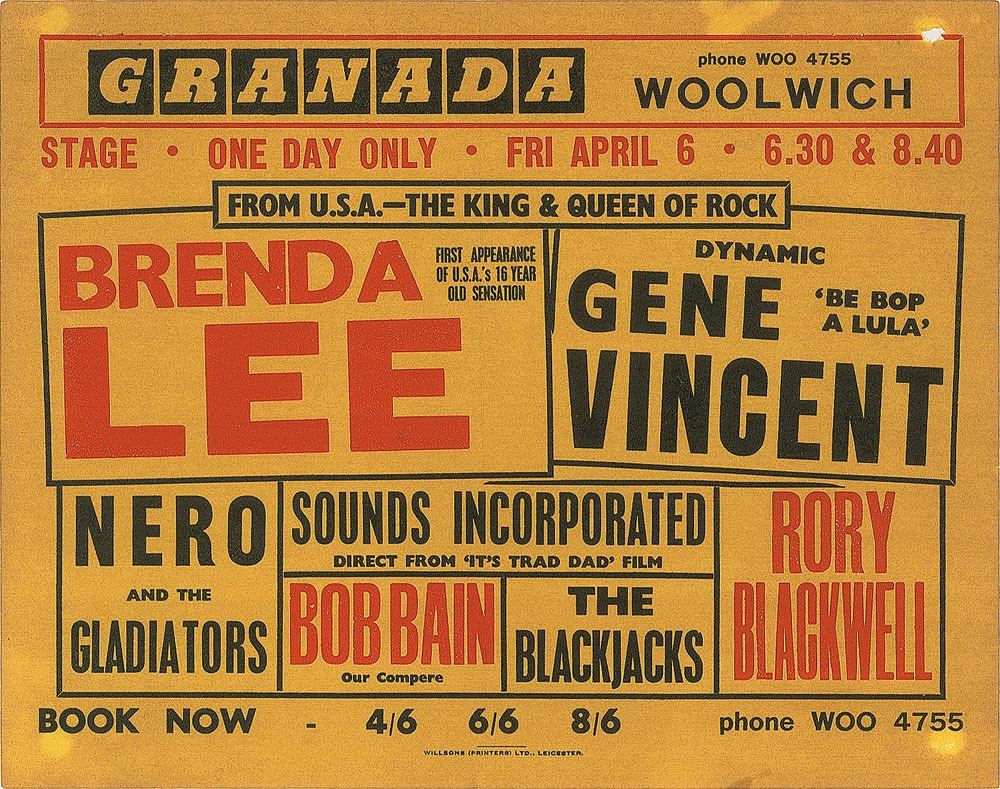 GRANADA
phone WOO 4755
WOOLWICH
STAGE • ONE DAY ONLY • FRI APRIL 6 • 6.30 & 8.40
FROM U.S.A.—THE KING & QUEEN OF ROCK
BRENDA
LEE
FIRST APPEARANCE
OF U.S.A.'s 16 YEAR
OLD SENSATION
DYNAMIC
GENE
VINCENT
'BE BOP
A LULA'
NERO
AND THE
GLADIATORS
SOUNDS INCORPORATED
DIRECT FROM 'IT'S TRAD DAD' FILM
BOB BAIN
Our Compere
THE
BLACKJACKS
RORY
BLACKWELL
BOOK NOW - 4/6 6/6 8/6 phone WOO 4755
WILLSONS (PRINTERS) LTD., LEICESTER.